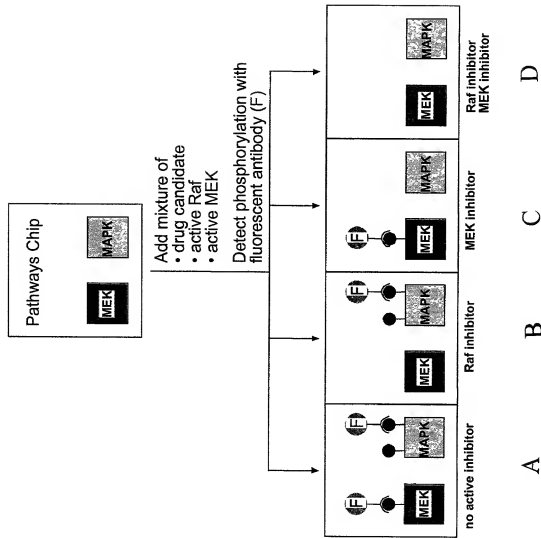 Pathways Chip
MEK
MAPK
Add mixture of
• drug candidate
• active Raf
• active MEK
Detect phosphorylation with
fluorescent antibody (F)
F
F
MEK
MAPK
no active inhibitor
A
F
MEK
MAPK
Raf inhibitor
B
F
MEK
MAPK
MEK inhibitor
C
MEK
MAPK
Raf inhibitor
MEK inhibitor
D